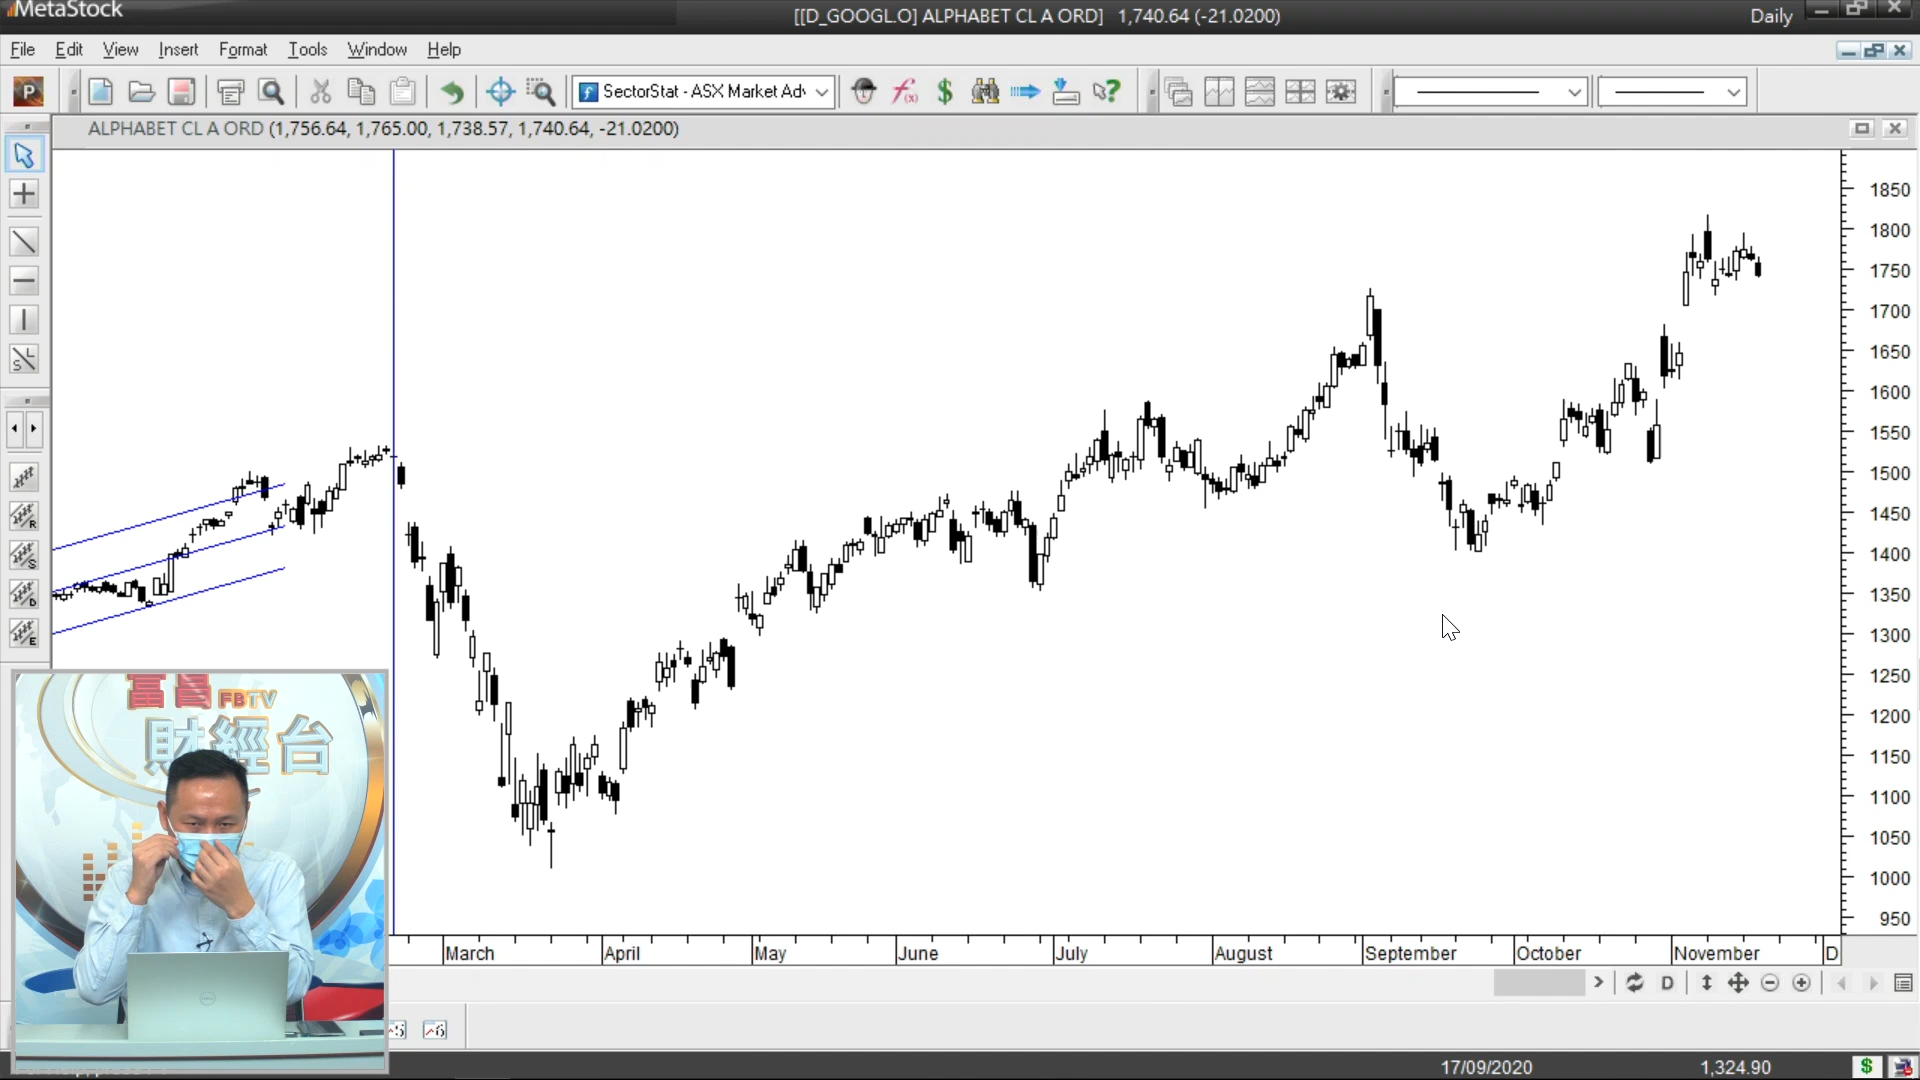 MetaStock
[[D_GOOGL.O] ALPHABET CL A ORD] 1,740.64 (-21.0200)
Daily
File Edit View Insert Format Tools Window Help
P
SectorStat - ASX Market Adv
ALPHABET CL A ORD (1,756.64, 1,765.00, 1,738.57, 1,740.64, -21.0200)
1850
1800
1750
1700
1650
1600
1550
1500
1450
1400
1350
1300
1250
1200
1150
1100
1050
1000
950
富昌 FBTV
財經台
March April May June July August September October November D
D
17/09/2020 1,324.90